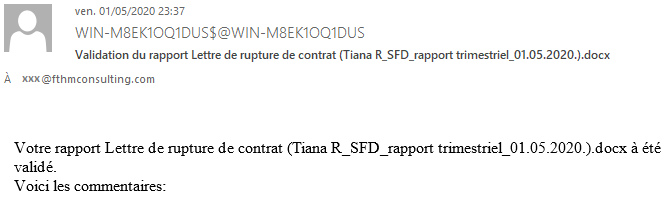 ven. 01/05/2020 23:37
WIN-M8EK1OQ1DUS$@WIN-M8EK1OQ1DUS
Validation du rapport Lettre de rupture de contrat (Tiana R_SFD_rapport trimestriel_01.05.2020.).docx
À xxx@fthmconsulting.com
Votre rapport Lettre de rupture de contrat (Tiana R_SFD_rapport trimestriel_01.05.2020.).docx à été
validé.
Voici les commentaires: